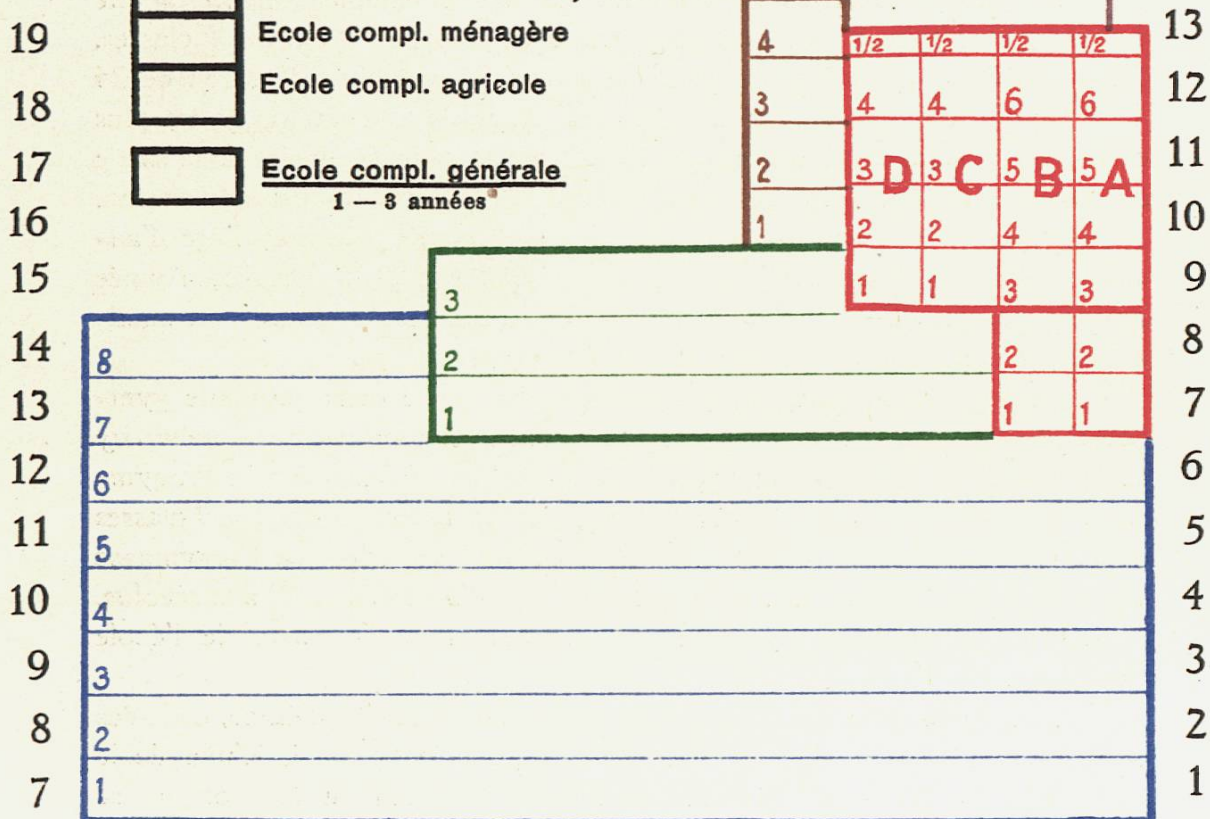 19 4 13
Ecole compl. ménagère
1/2 1/2 1/2 1/2
Ecole compl. agricole
18 3 4 4 6 6 12
17 Ecole compl. générale 2 3 D 3 C 5 B 5 A 11
1 — 3 années
16 1 2 2 4 4 10
15 3 1 1 3 3 9
14 8 2 2 2 8
13 7 1 1 1 7
12 6 6
11 5 5
10 4 4
9 3 3
8 2 2
7 1 1